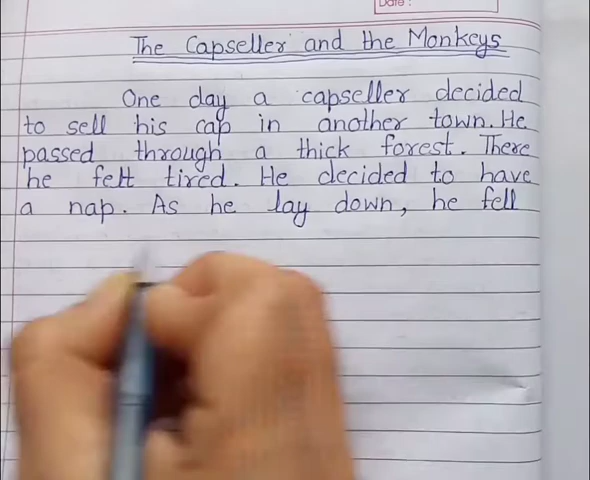 Date :
The Capseller and the Monkeys
One day a capseller decided
to sell his cap in another town. He
passed through a thick forest. There
he felt tired. He decided to have
a nap. As he lay down, he fell